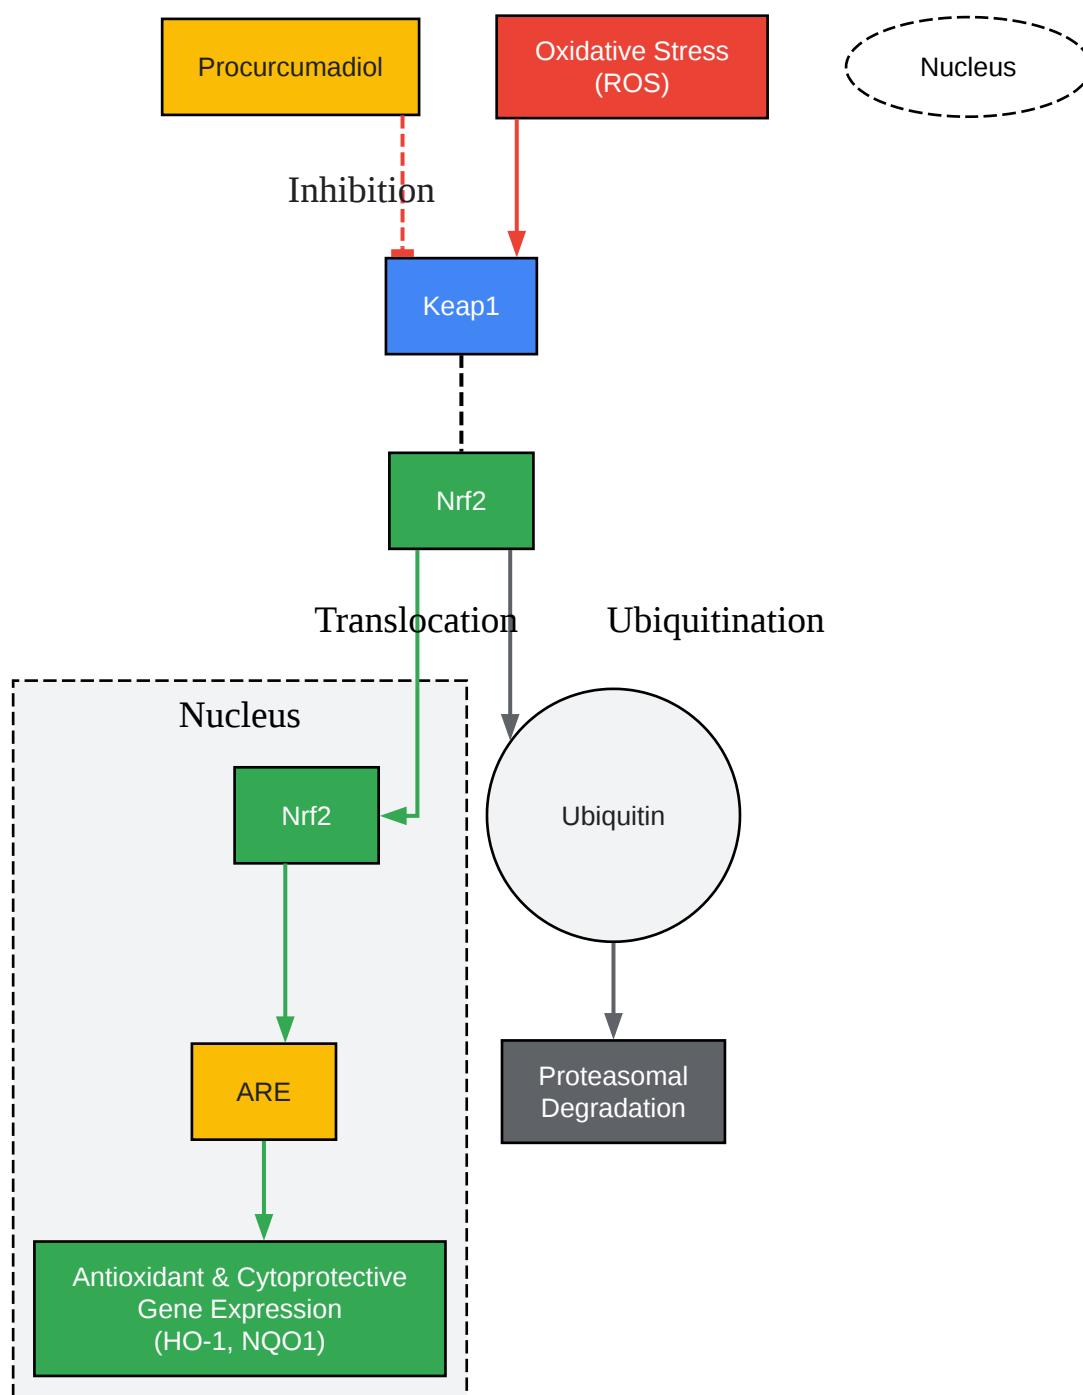 Procurcumadiol
Oxidative Stress
(ROS)
Nucleus
Inhibition
Keap1
Nrf2
Translocation
Ubiquitination
Nucleus
Nrf2
Ubiquitin
ARE
Proteasomal
Degradation
Antioxidant & Cytoprotective
Gene Expression
(HO-1, NQO1)